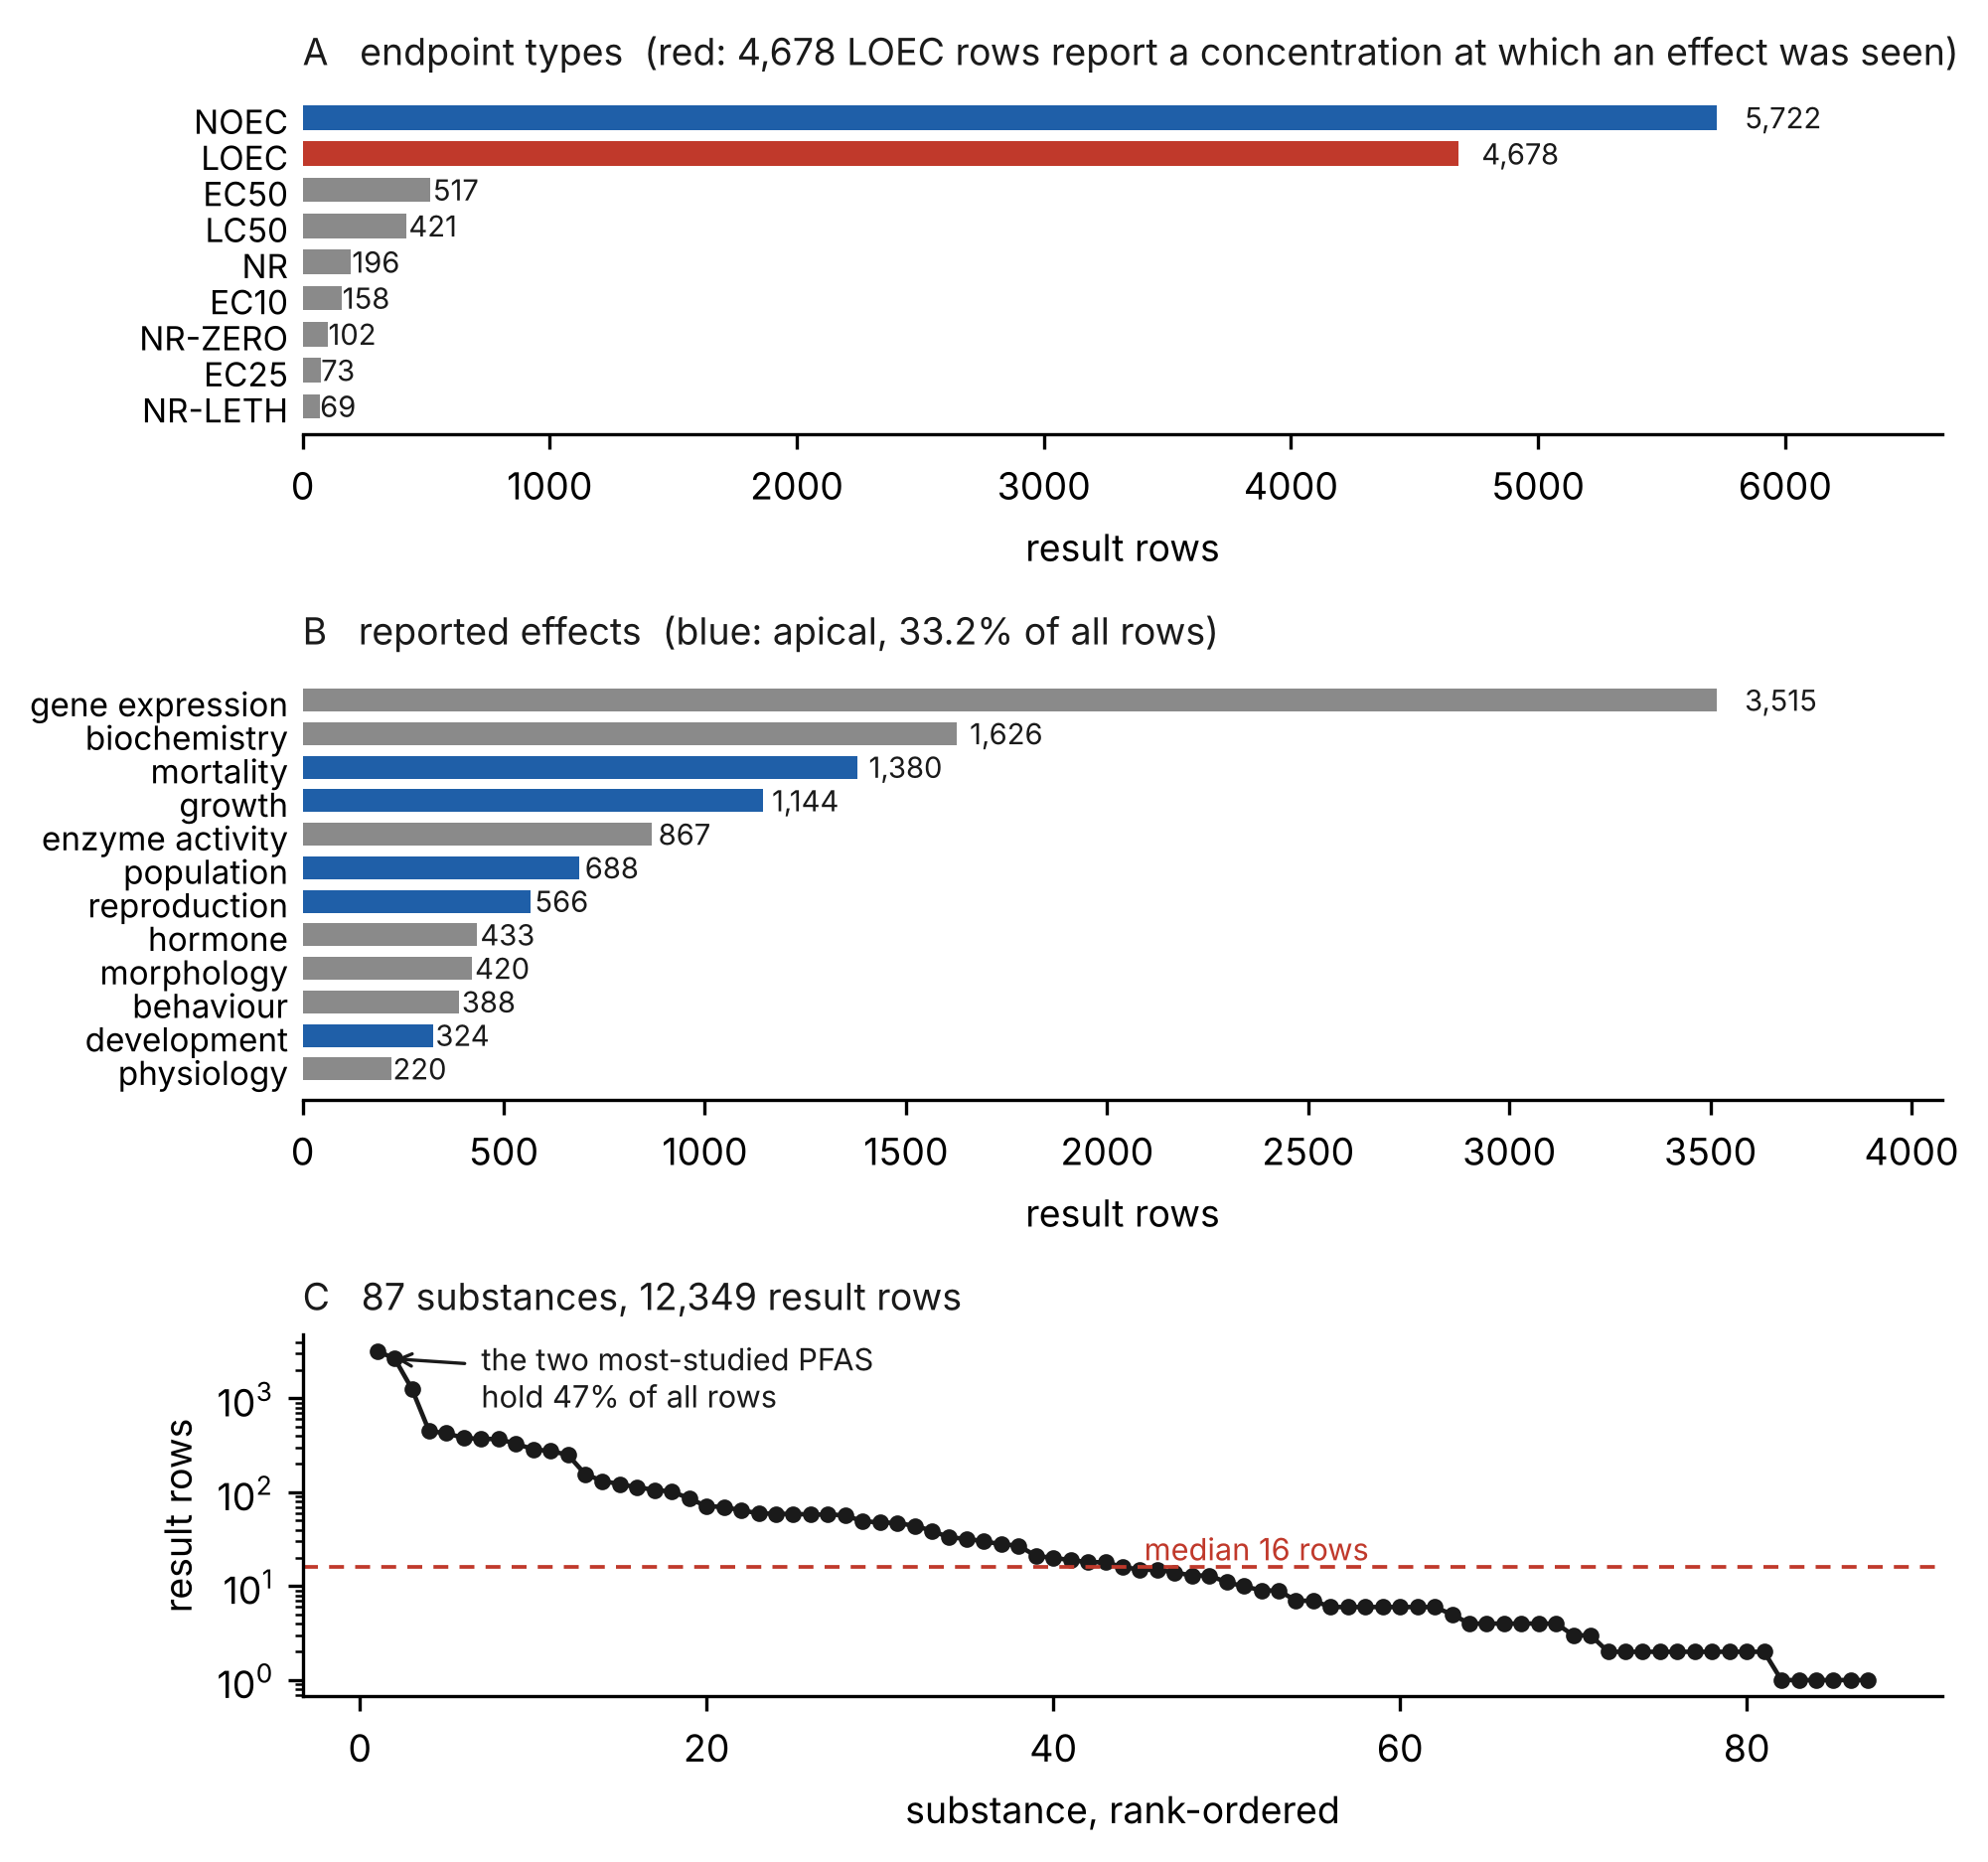 A endpoint types (red: 4,678 LOEC rows report a concentration at which an effect was seen)
NOEC 5,722
LOEC 4,678
EC50 517
LC50 421
NR 196
EC10 158
NR-ZERO 102
EC25 73
NR-LETH 69
0 1000 2000 3000 4000 5000 6000
result rows
B reported effects (blue: apical, 33.2% of all rows)
gene expression 3,515
biochemistry 1,626
mortality 1,380
growth 1,144
enzyme activity 867
population 688
reproduction 566
hormone 433
morphology 420
behaviour 388
development 324
physiology 220
0 500 1000 1500 2000 2500 3000 3500 4000
result rows
C 87 substances, 12,349 result rows
the two most-studied PFAS
hold 47% of all rows
10³
10²
median 16 rows
10¹
10⁰
result rows
0 20 40 60 80
substance, rank-ordered